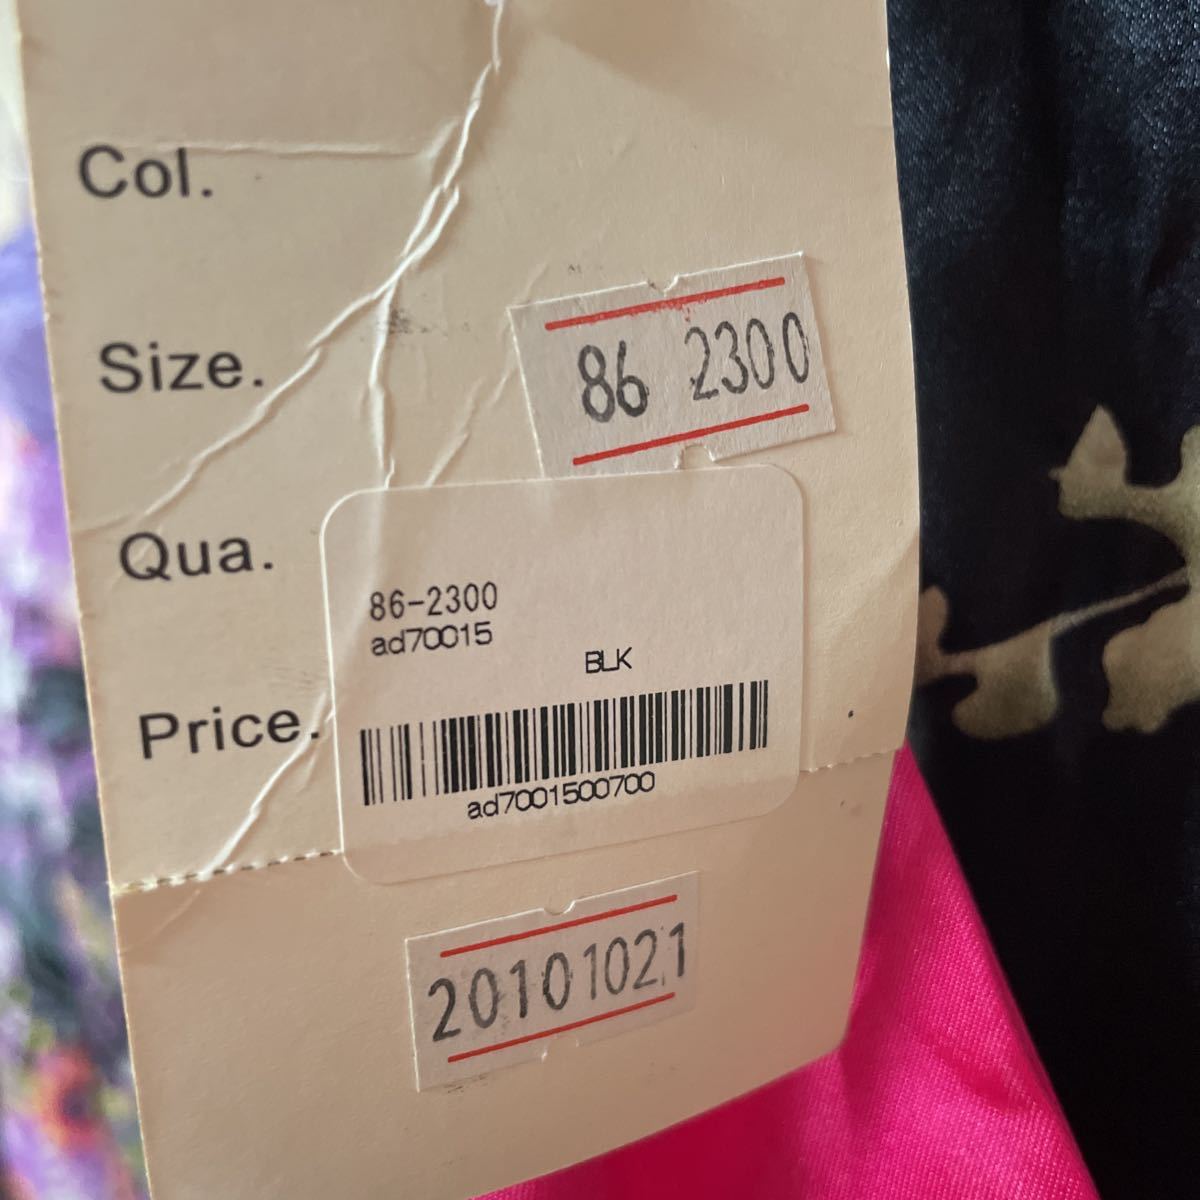 Col.
Size.
86 2300
Qua.
86-2300
ad70015
BLK
Price.
ad7001500700
20101021